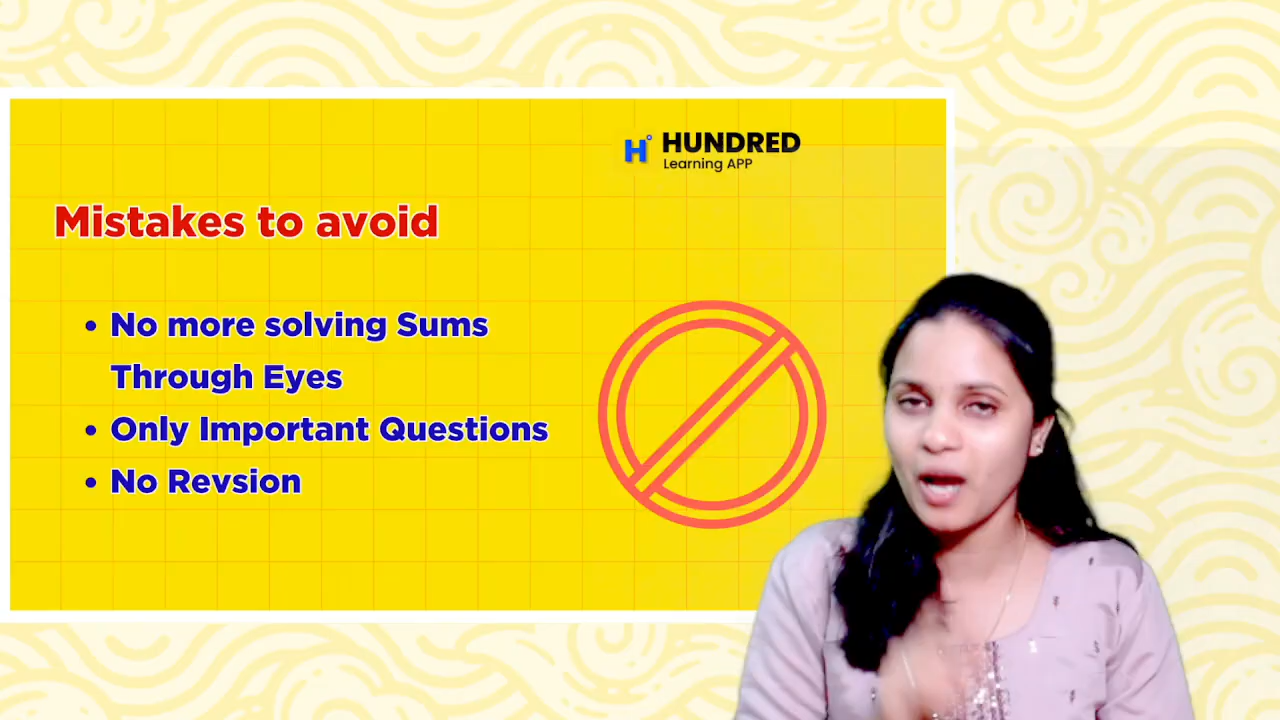 H° HUNDRED
Learning APP
Mistakes to avoid
• No more solving Sums
Through Eyes
• Only Important Questions
• No Revsion